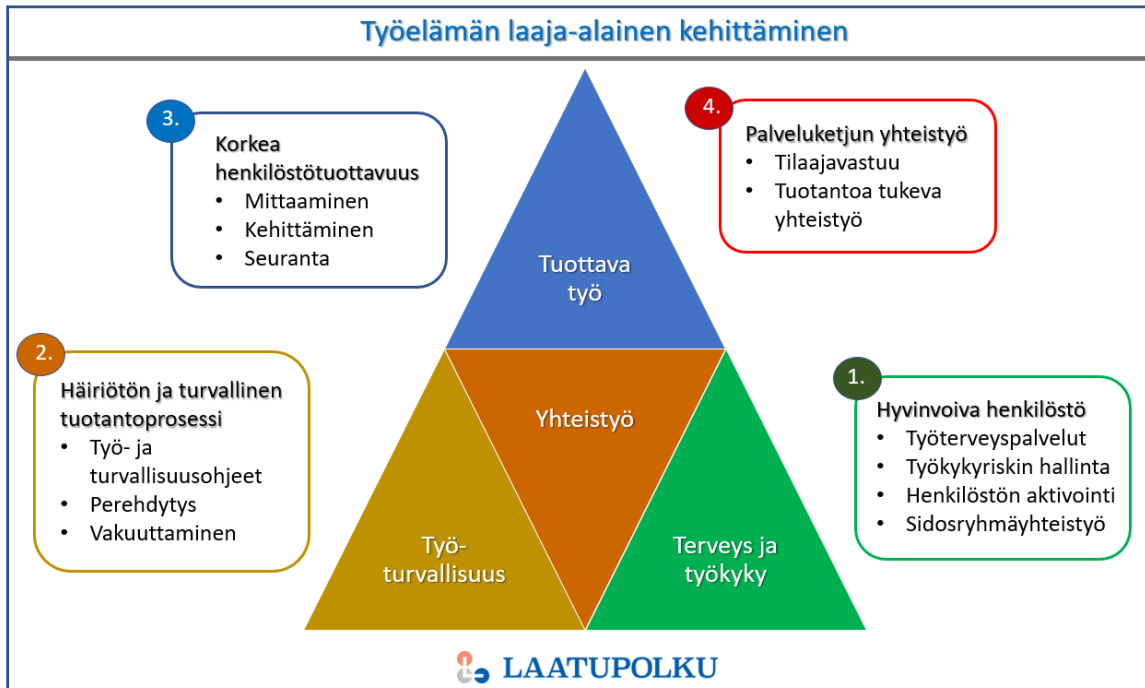 Työelämän laaja-alainen kehittäminen
3.
Korkea
henkilöstötuottavuus
• Mittaaminen
• Kehittäminen
• Seuranta
4.
Palveluketjun yhteistyö
• Tilaajavastuu
• Tuotantoa tukeva
yhteistyö
Tuottava
työ
2.
Häiriötön ja turvallinen
tuotantoprosessi
• Työ- ja
turvallisuusohjeet
• Perehdytys
• Vakuuttaminen
Yhteistyö
1.
Hyvinvoiva henkilöstö
• Työterveyspalvelut
• Työkykyriskin hallinta
• Henkilöstön aktivointi
• Sidosryhmäyhteistyö
Työ-
turvallisuus
Terveys ja
työkyky
LAATUPOLKU